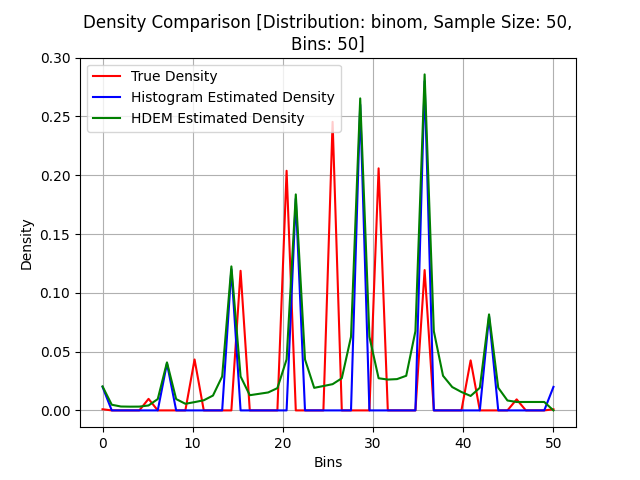 Density Comparison [Distribution: binom, Sample Size: 50,
Bins: 50]
True Density
Histogram Estimated Density
HDEM Estimated Density
Density
0.30
0.25
0.20
0.15
0.10
0.05
0.00
0 10 20 30 40 50
Bins